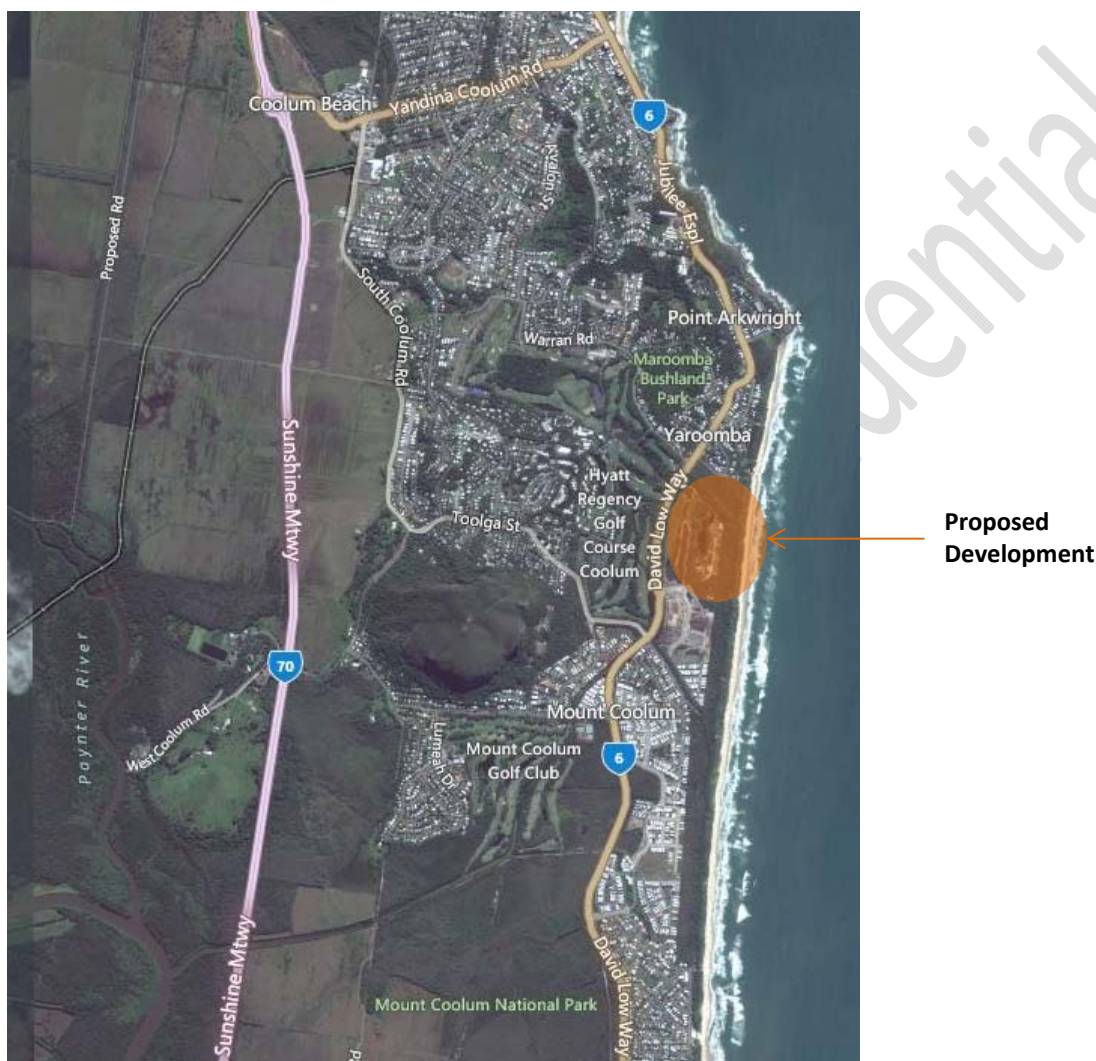 6
Coolum Beach
Yandina Coolum Rd
Jubilee Espl
Proposed Rd
South Coolum Rd
Point Arkwright
Warran Rd
Maroomba
Bushland
Park
Yaroomba
Sunshine Mtwy
Hyatt
Regency
Golf
Course
Coolum
David Low Way
Toolga St
Proposed
Development
70
Paynter River
West Coolum Rd
Mount Coolum
Lumeah Dr
Mount Coolum
Golf Club
6
Sunshine Mtwy
David Low Way
Mount Coolum National Park
Rd
dential